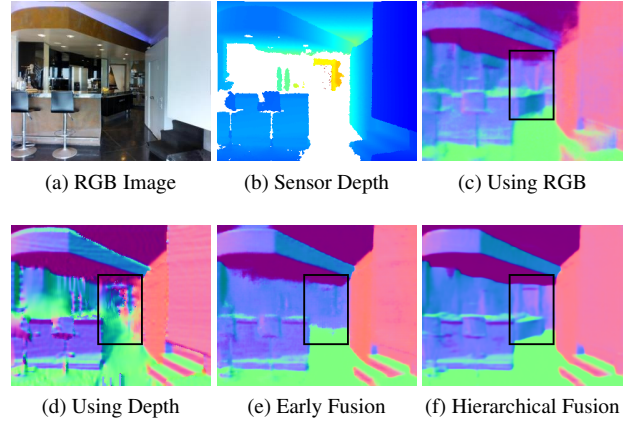 (a) RGB Image
(b) Sensor Depth
(c) Using RGB
(d) Using Depth
(e) Early Fusion
(f) Hierarchical Fusion